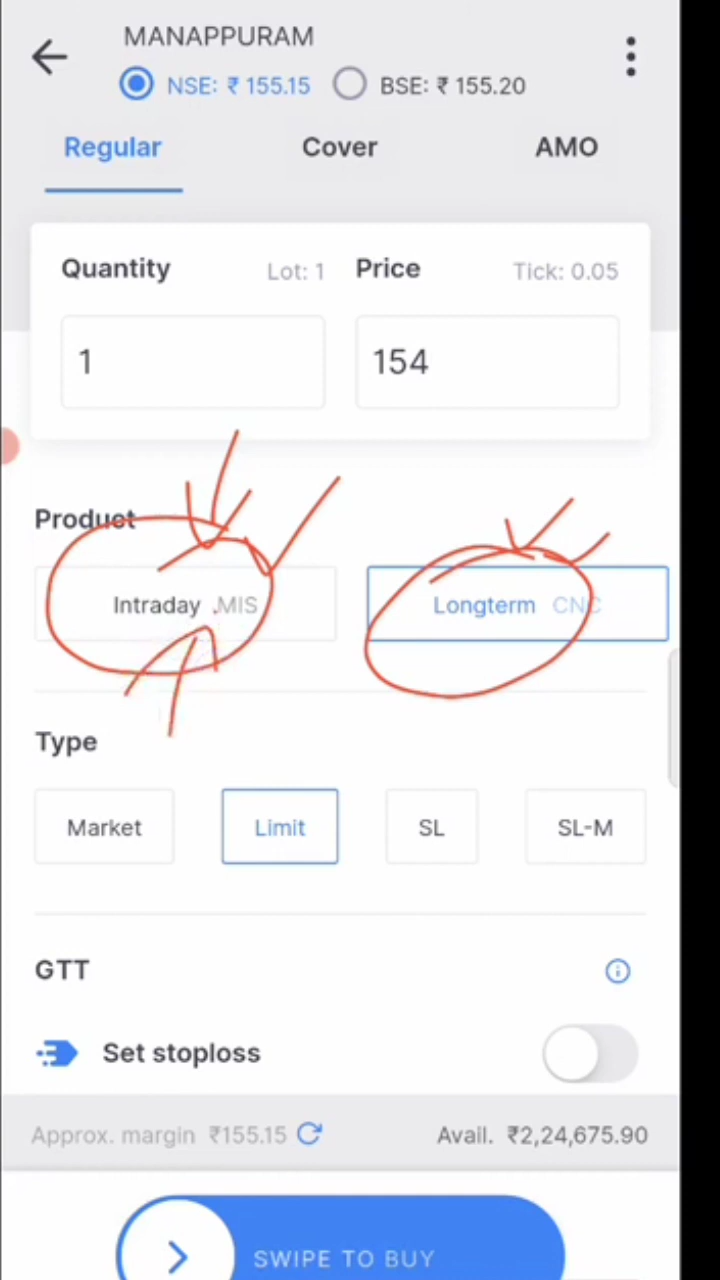 MANAPPURAM
NSE: ₹ 155.15 BSE: ₹ 155.20
Regular Cover AMO
Quantity Lot: 1 Price Tick: 0.05
1 154
Product
Intraday MIS Longterm CNC
Type
Market Limit SL SL-M
GTT
Set stoploss
Approx. margin ₹155.15 Avail. ₹2,24,675.90
SWIPE TO BUY